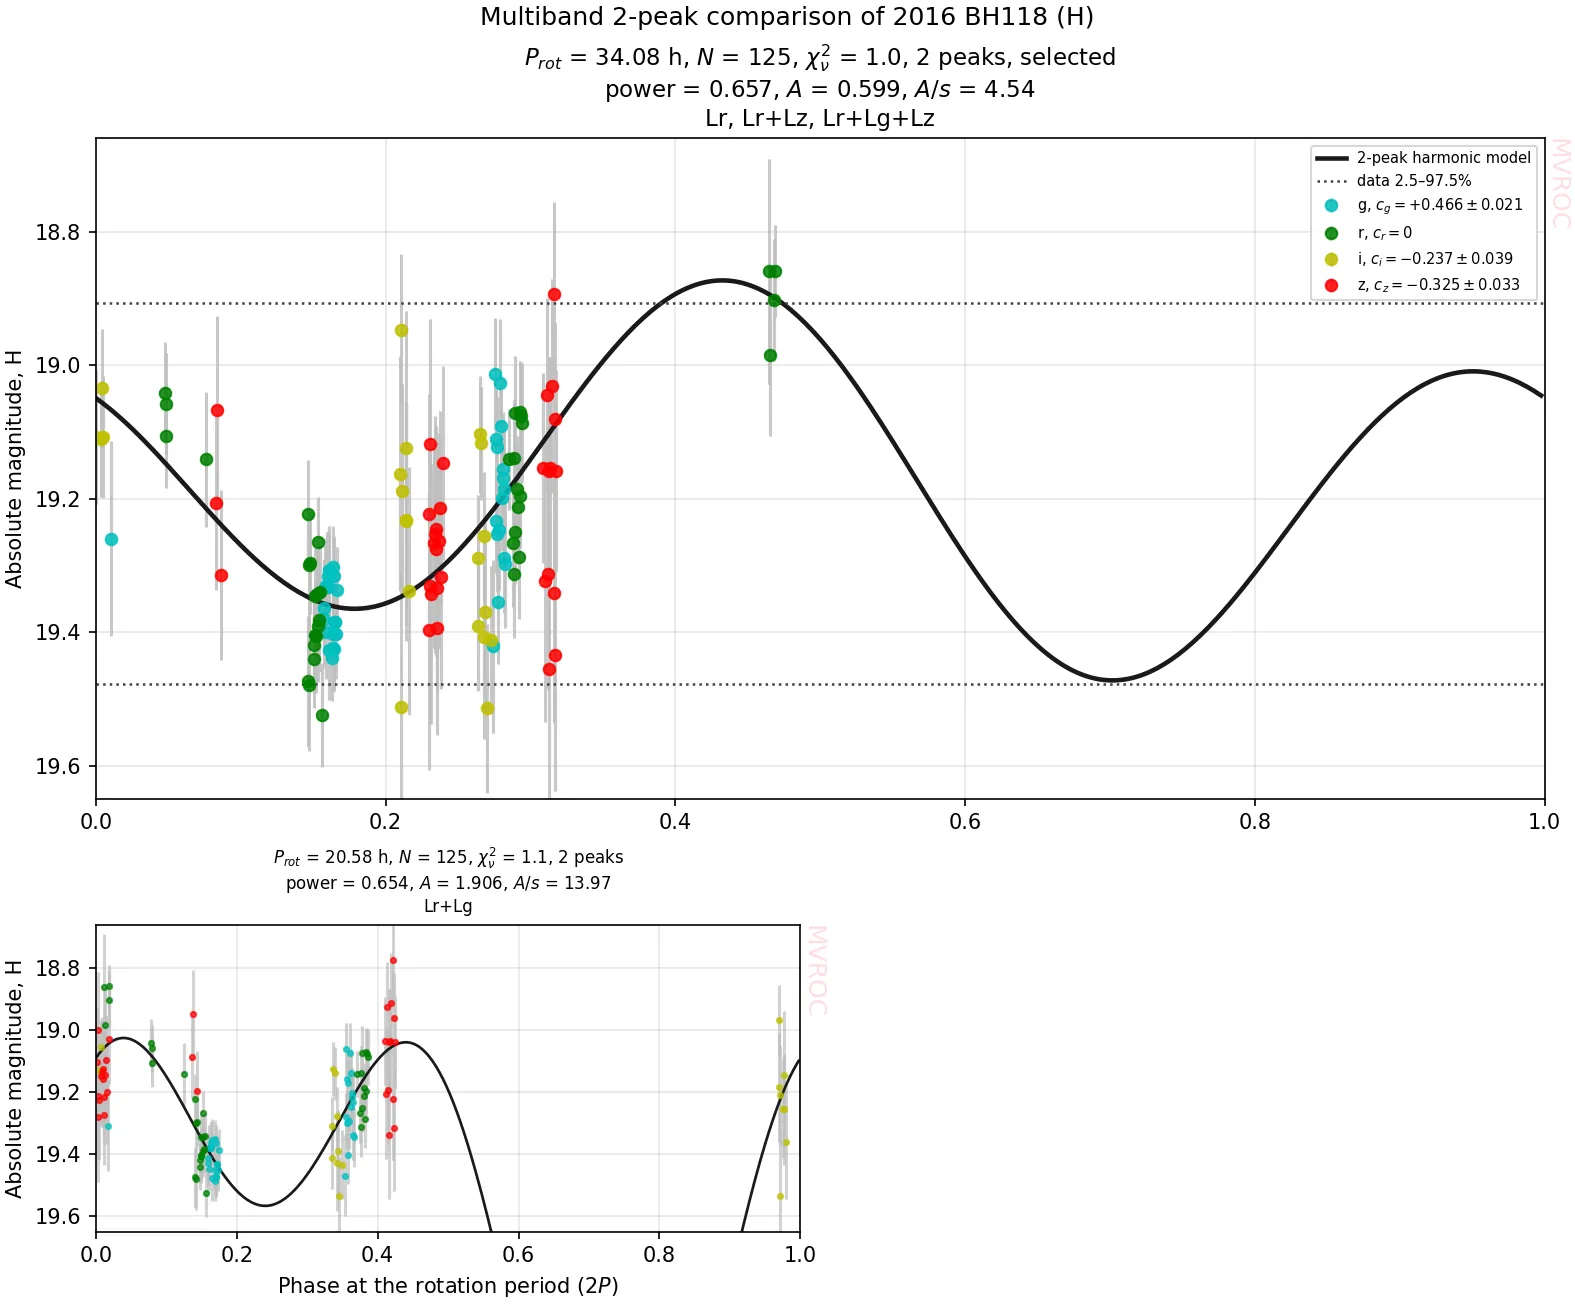 Multiband 2-peak comparison of 2016 BH118 (H)
P_rot = 34.08 h, N = 125, χ²_ν = 1.0, 2 peaks, selected
power = 0.657, A = 0.599, A/s = 4.54
Lr, Lr+Lz, Lr+Lg+Lz
2-peak harmonic model
data 2.5–97.5%
g, c_g = +0.466 ± 0.021
r, c_r = 0
i, c_i = −0.237 ± 0.039
z, c_z = −0.325 ± 0.033
MVROC
Absolute magnitude, H
18.8
19.0
19.2
19.4
19.6
0.0 0.2 0.4 0.6 0.8 1.0
P_rot = 20.58 h, N = 125, χ²_ν = 1.1, 2 peaks
power = 0.654, A = 1.906, A/s = 13.97
Lr+Lg
MVROC
Absolute magnitude, H
18.8
19.0
19.2
19.4
19.6
0.0 0.2 0.4 0.6 0.8 1.0
Phase at the rotation period (2P)